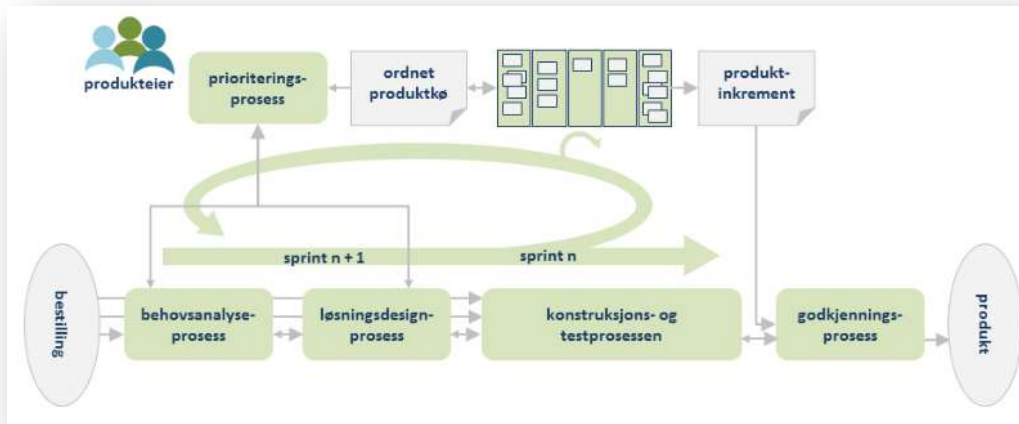 produkteier
prioriterings-
prosess
ordnet
produktkø
produkt-
inkrement
sprint n + 1
sprint n
bestilling
behovsanalyse-
prosess
løsningsdesign-
prosess
konstruksjons- og
testprosessen
godkjennings-
prosess
produkt